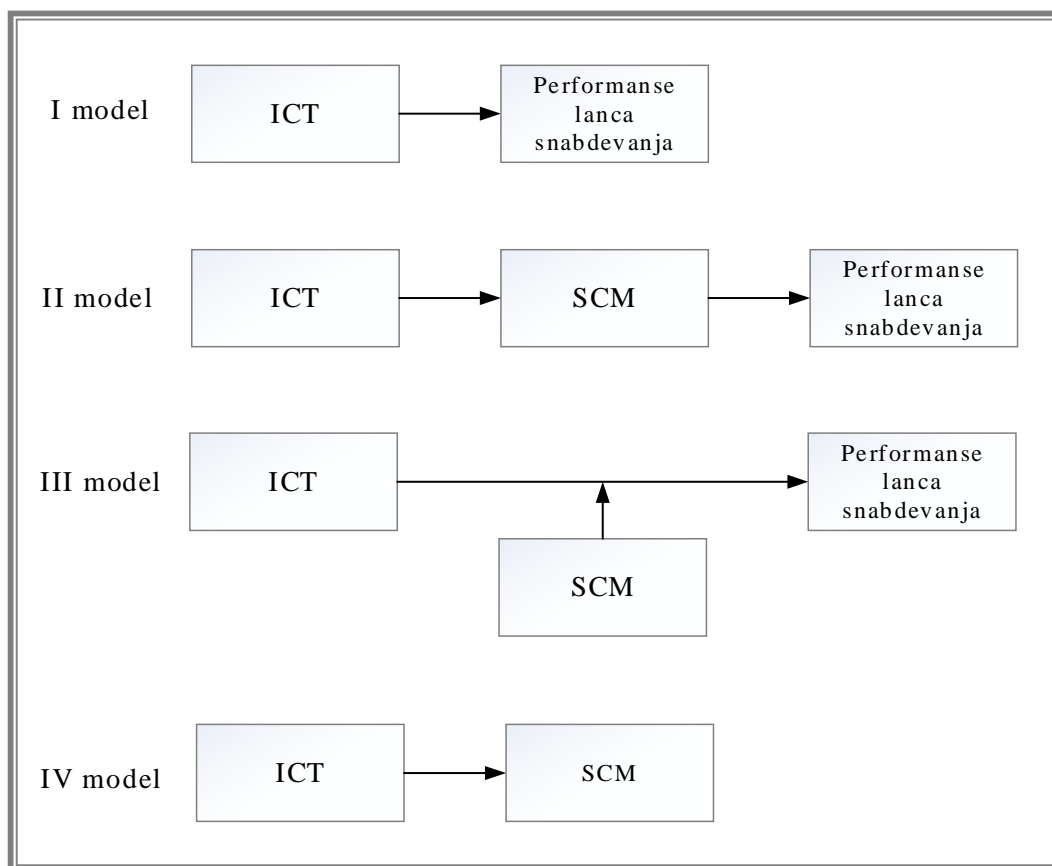 I model
ICT
Performanse
lanca
snabdevanja
II model
ICT
SCM
Performanse
lanca
snabdevanja
III model
ICT
Performanse
lanca
snabdevanja
SCM
IV model
ICT
SCM